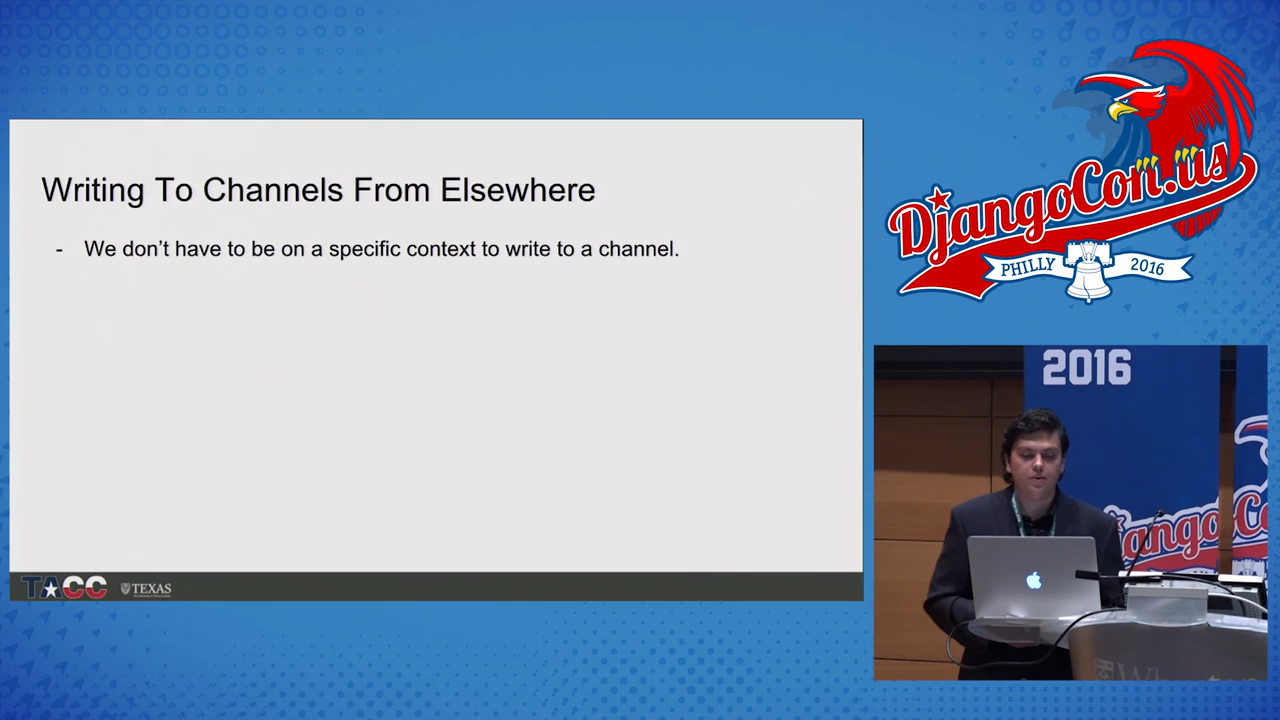 Writing To Channels From Elsewhere
- We don't have to be on a specific context to write to a channel.
TACC
TEXAS
DjangoCon.us
PHILLY 2016
2016